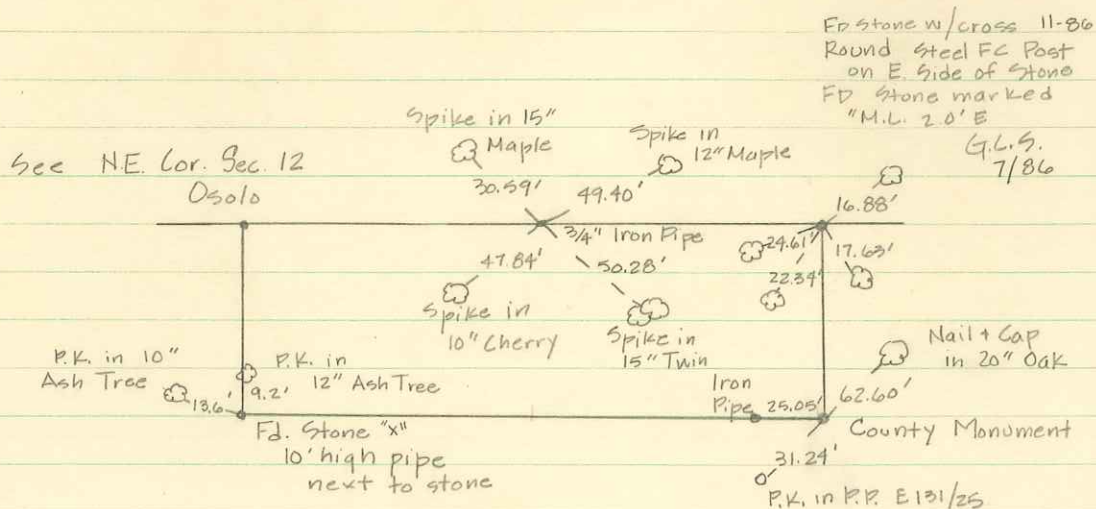 FD Stone w/cross 11-86
Round Steel FC Post
on E. Side of Stone
FD Stone marked
"M.L. 2.0' E
G.L.S.
7/86
Spike in 15"
Maple
30.59'
Spike in
12" Maple
49.40'
See N.E. Cor. Sec. 12
Osolo
16.88'
3/4" Iron Pipe
24.61'
17.63'
22.34'
47.84'
50.28'
Spike in
10" Cherry
Spike in
15" Twin
Nail + Cap
in 20" Oak
P.K. in 10"
Ash Tree
P.K. in
12" Ash Tree
13.6'
9.2'
Iron
Pipe
25.05'
62.60'
Fd. Stone "x"
10' high pipe
next to stone
County Monument
31.24'
P.K. in P.P. E131/25